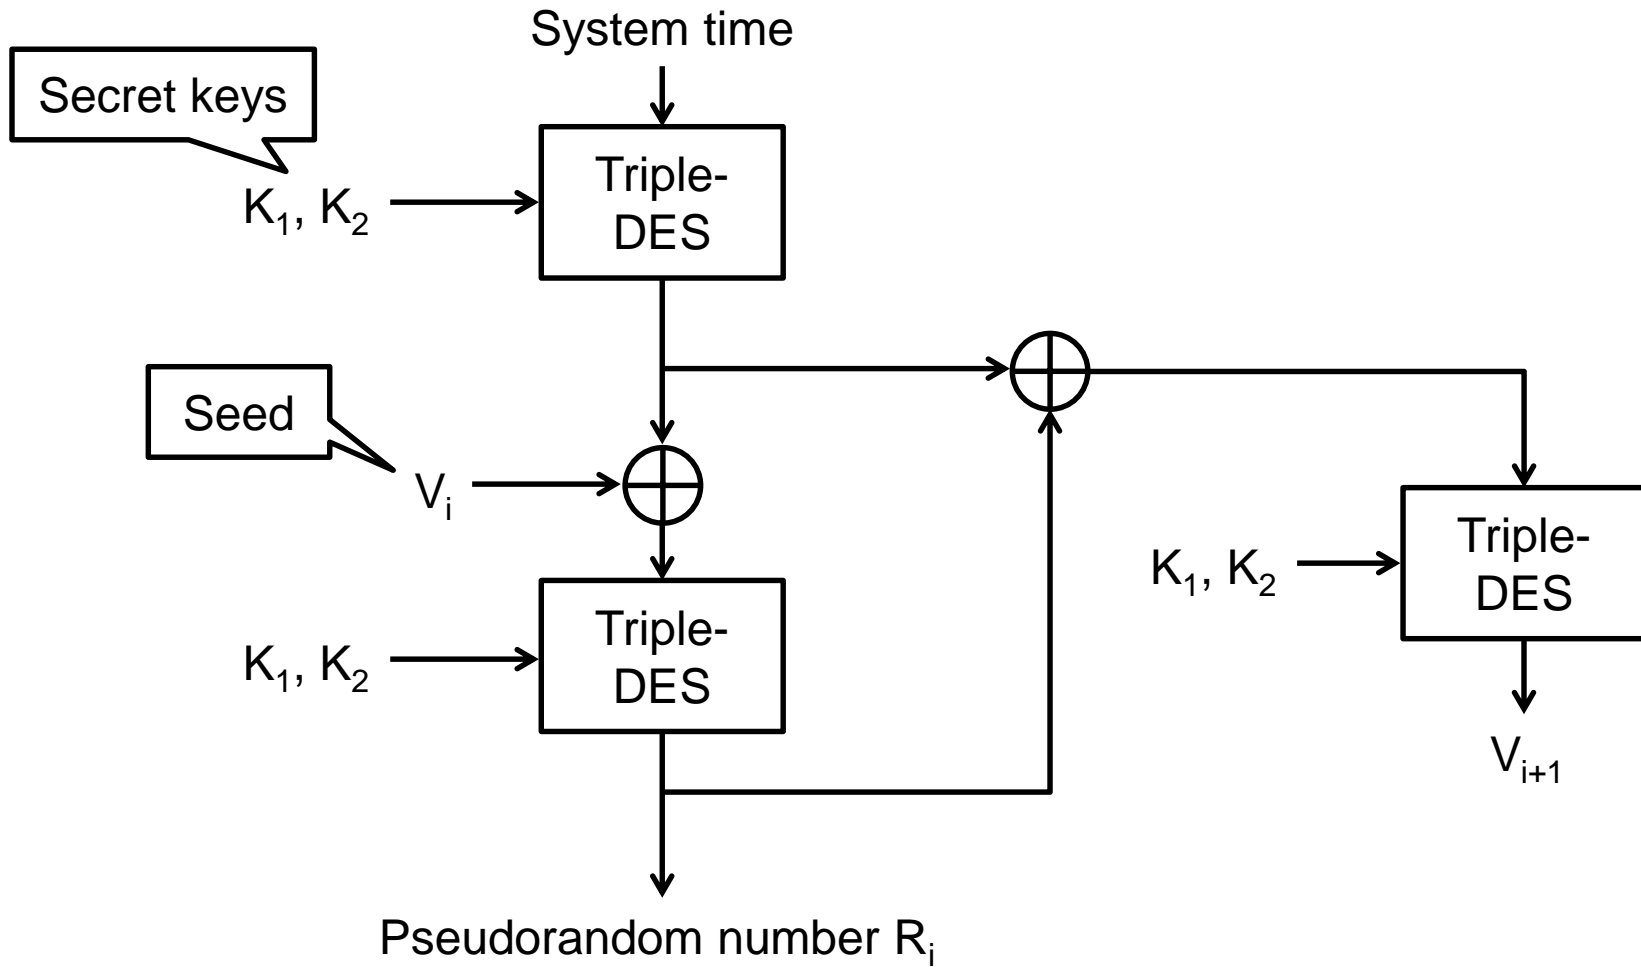 System time
Secret keys
Triple-
DES
K₁, K₂
Seed
Vᵢ
Triple-
DES
K₁, K₂
Triple-
DES
K₁, K₂
Vᵢ₊₁
Pseudorandom number Rᵢ